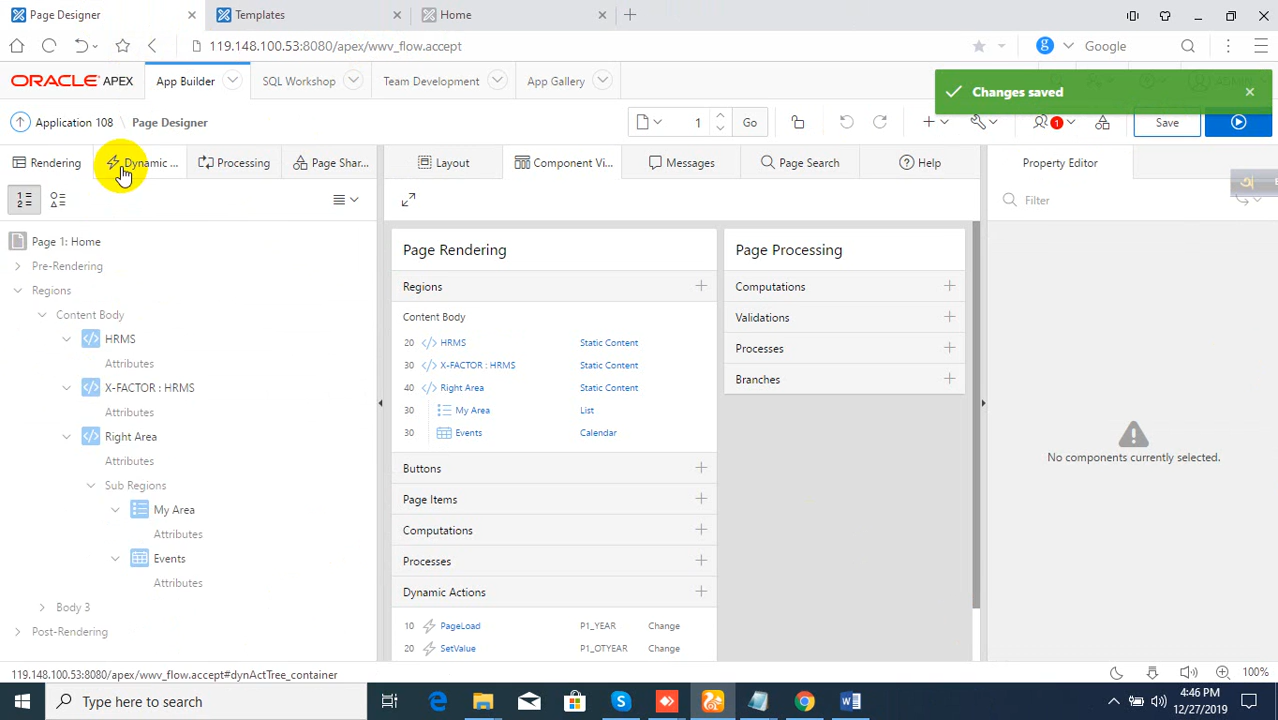 Page Designer
Templates
Home
119.148.100.53:8080/apex/wwv_flow.accept
Google
ORACLE APEX
App Builder
SQL Workshop
Team Development
App Gallery
Changes saved
Application 108 \ Page Designer
1
Go
1
Save
Rendering
Dynamic ...
Processing
Page Shar...
Layout
Component Vi...
Messages
Page Sea
Help
Property Editor
Filter
Page 1: Home
Pre-Rendering
Regions
Content Body
HRMS
Attributes
X-FACTOR : HRMS
Attributes
Right Area
Attributes
Sub Regions
My Area
Attributes
Events
Attributes
Body 3
Post-Rendering
Page Rendering
Regions
Content Body
20 HRMS Static Content
30 X-FACTOR : HRMS Static Content
40 Right Area Static Content
30 My Area List
30 Events Calendar
Buttons
Page Items
Computations
Processes
Dynamic Actions
10 PageLoad P1_YEAR Change
20 SetValue P1_OTYEAR Change
Page Processing
Computations
Validations
Processes
Branches
No components currently selected.
119.148.100.53:8080/apex/wwv_flow.accept#dynActTree_container
100%
Type here to search
4:46 PM
12/27/2019